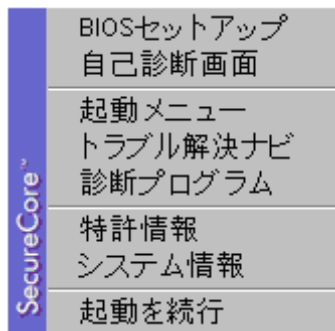 SecureCore™
BIOSセットアップ
自己診断画面
起動メニュー
トラブル解決ナビ
診断プログラム
特許情報
システム情報
起動を続行